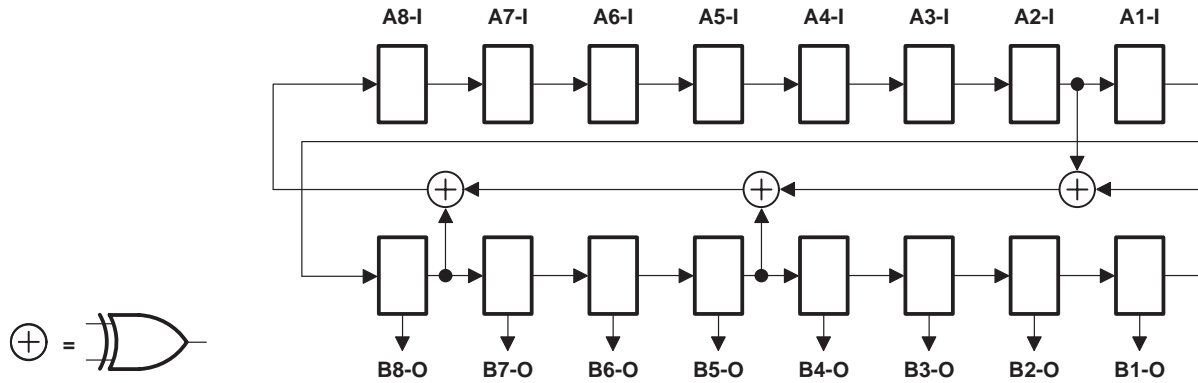 A8-I A7-I A6-I A5-I A4-I A3-I A2-I A1-I
=
B8-O B7-O B6-O B5-O B4-O B3-O B2-O B1-O